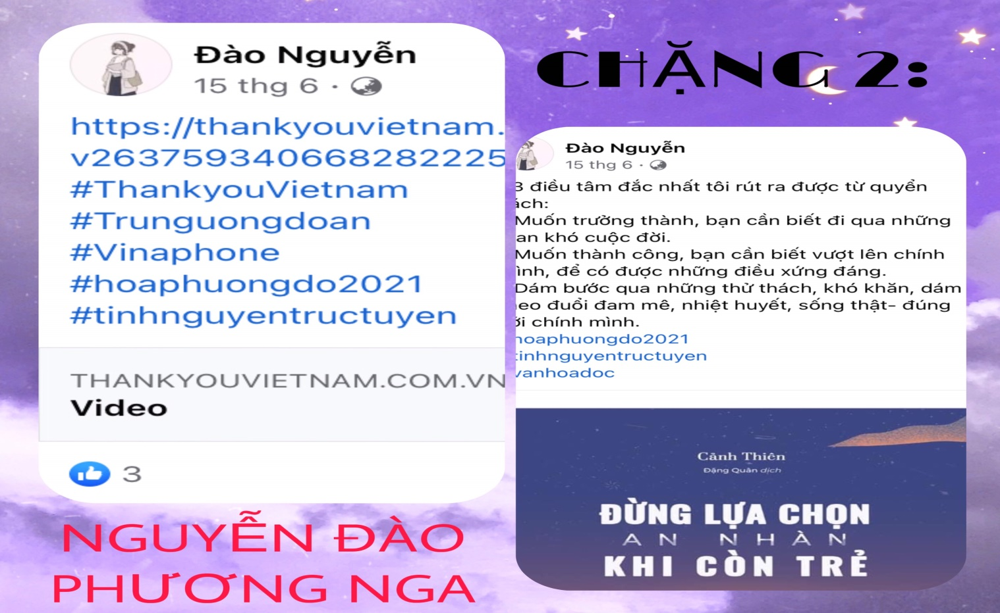 Đào Nguyễn
15 thg 6 ·
https://thankyouvietnam.
v263759340668282225
#ThankyouVietnam
#Trunguongdoan
#Vinaphone
#hoaphuongdo2021
#tinhnguyentructuyen
THANKYOUVIETNAM.COM.VN
Video
3
NGUYỄN ĐÀO
PHƯƠNG NGA
CHẶNG 2:
Đào Nguyễn
15 thg 6 ·
3 điều tâm đắc nhất tôi rút ra được từ quyển
ách:
Muốn trưởng thành, bạn cần biết đi qua những
an khó cuộc đời.
Muốn thành công, bạn cần biết vượt lên chính
ình, để có được những điều xứng đáng.
Dám bước qua những thử thách, khó khăn, dám
eo đuổi đam mê, nhiệt huyết, sống thật- đúng
ới chính mình.
hoaphuongdo2021
tinhnguyentructuyen
vanhoadoc
Cảnh Thiên
Đặng Quân dịch
ĐỪNG LỰA CHỌN
AN NHÀN
KHI CÒN TRẺ